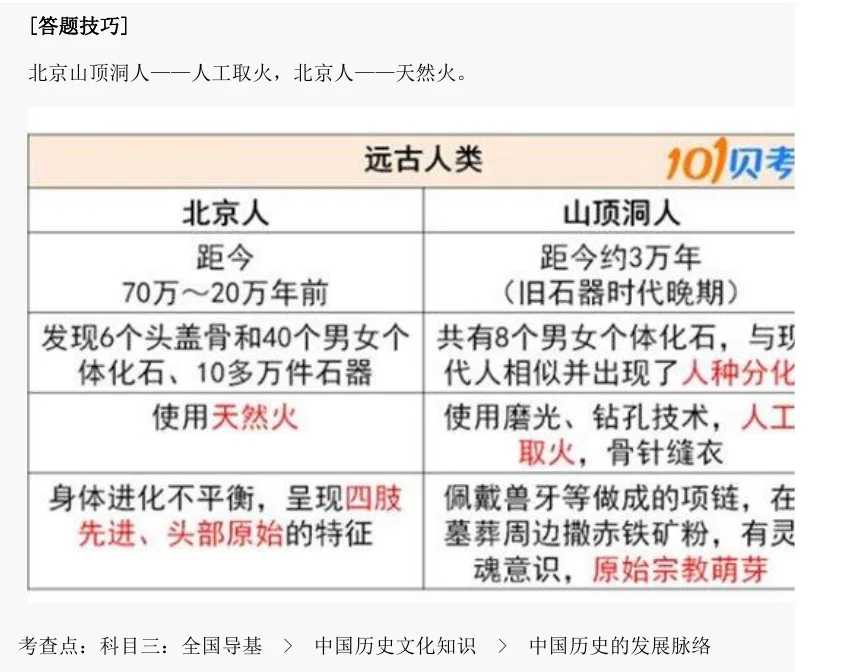 [答题技巧]
北京山顶洞人——人工取火，北京人——天然火。
远古人类
101贝考
北京人
山顶洞人
距今
70万～20万年前
距今约3万年
（旧石器时代晚期）
发现6个头盖骨和40个男女个
体化石、10多万件石器
共有8个男女个体化石，与现
代人相似并出现了人种分化
使用天然火
使用磨光、钻孔技术，人工
取火，骨针缝衣
身体进化不平衡，呈现四肢
先进、头部原始的特征
佩戴兽牙等做成的项链，在
墓葬周边撒赤铁矿粉，有灵
魂意识，原始宗教萌芽
考查点：科目三：全国导基 > 中国历史文化知识 > 中国历史的发展脉络